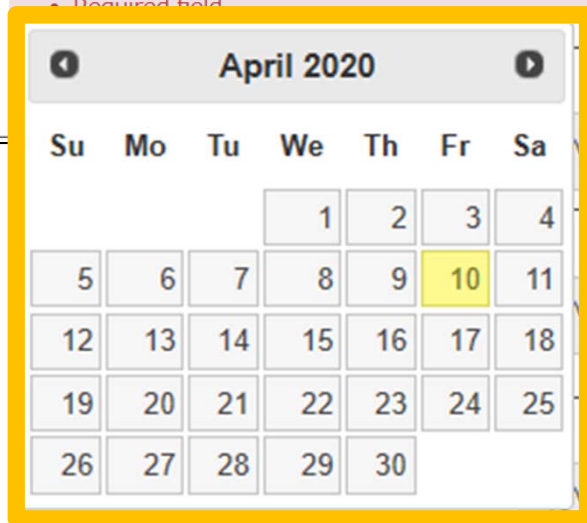 Required field
April 2020
Su Mo Tu We Th Fr Sa
1 2 3 4
5 6 7 8 9 10 11
12 13 14 15 16 17 18
19 20 21 22 23 24 25
26 27 28 29 30